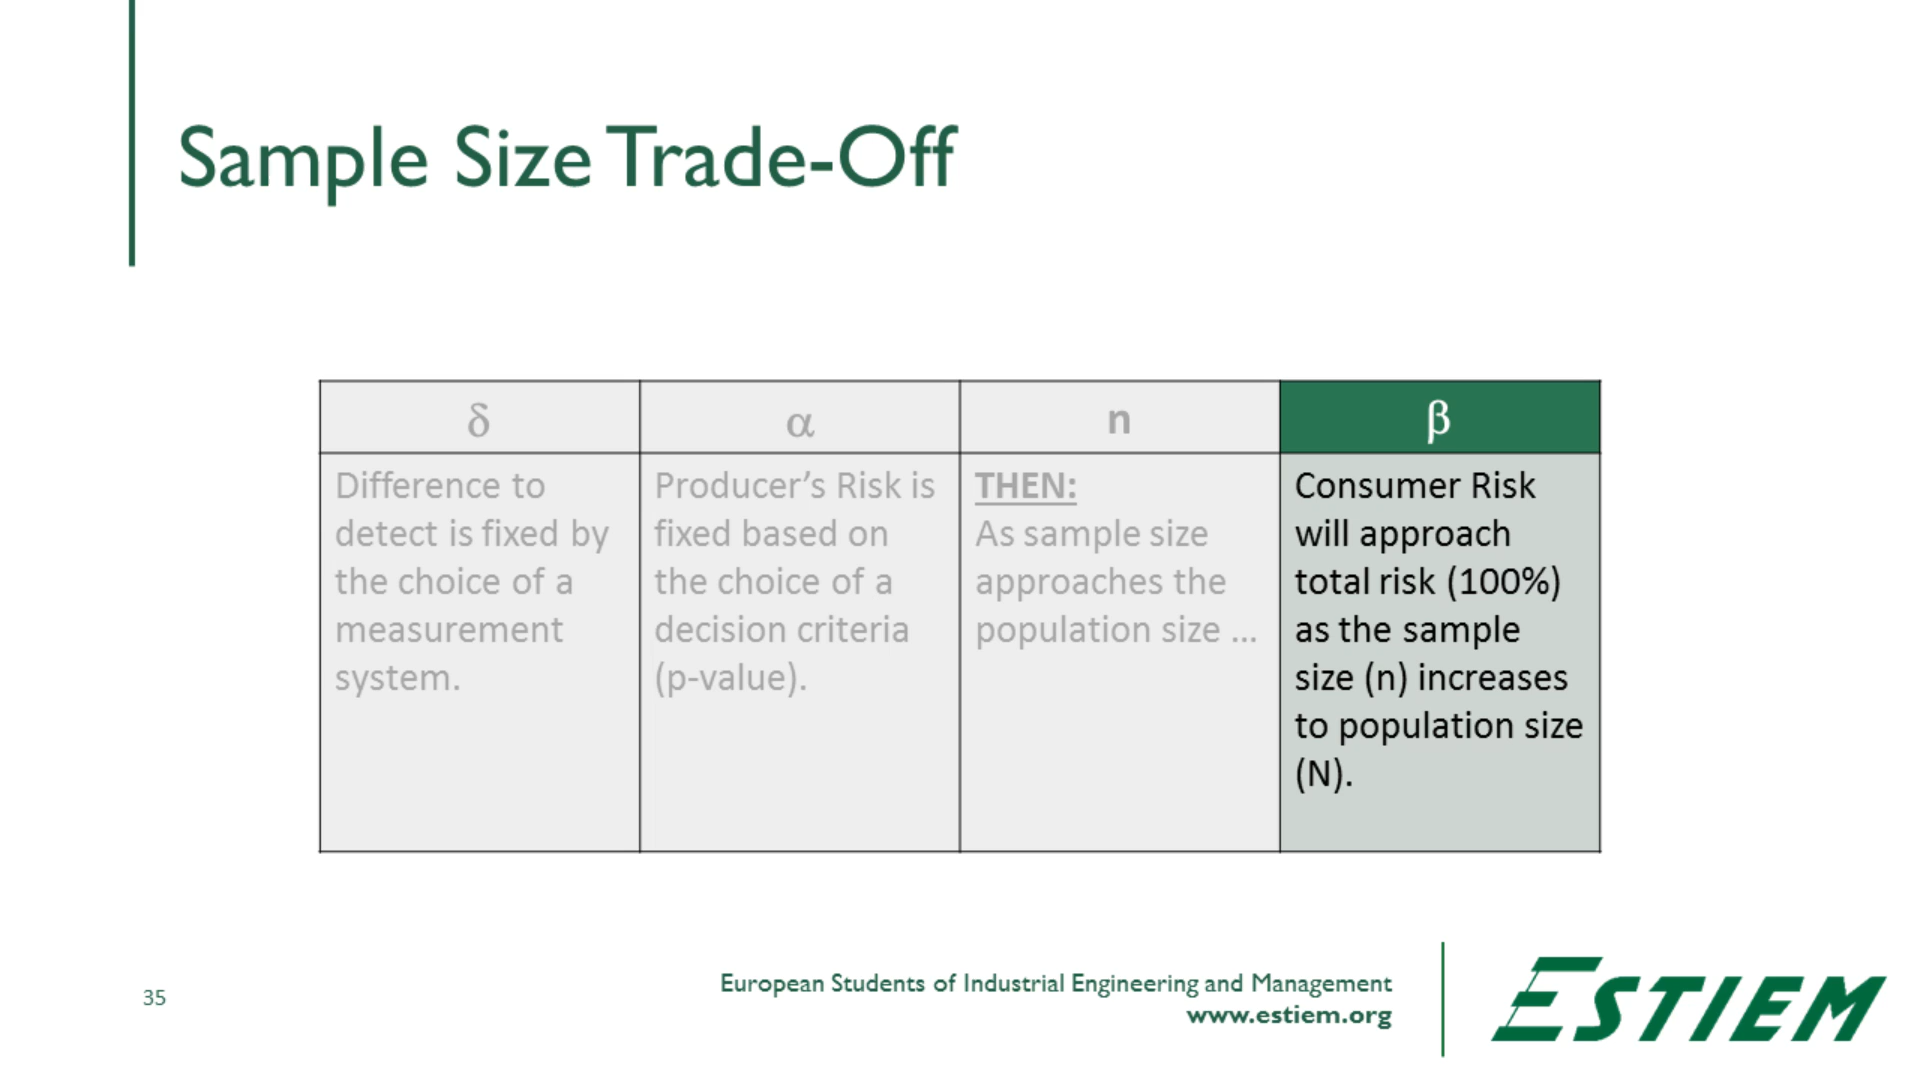 Sample Size Trade-Off
δ
α
n
β
Difference to
detect is fixed by
the choice of a
measurement
system.
Producer's Risk is
fixed based on
the choice of a
decision criteria
(p-value).
THEN:
As sample size
approaches the
population size ...
Consumer Risk
will approach
total risk (100%)
as the sample
size (n) increases
to population size
(N).
35
European Students of Industrial Engineering and Management
www.estiem.org
ESTIEM